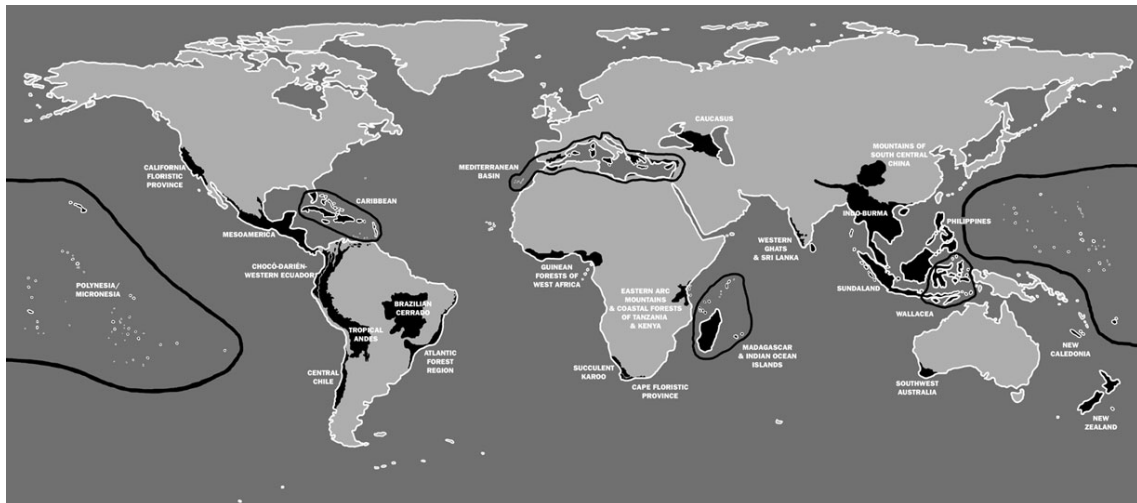 CAUCASUS
MOUNTAINS OF
SOUTH CENTRAL
CHINA
CALIFORNIA
FLORISTIC
PROVINCE
MEDITERRANEAN
BASIN
CARIBBEAN
MESOAMERICA
INDO-BURMA
PHILIPPINES
WESTERN
GHATS
& SRI LANKA
CHOCÓ-DARIÉN-
WESTERN ECUADOR
GUINEAN
FORESTS OF
WEST AFRICA
POLYNESIA/
MICRONESIA
EASTERN ARC
MOUNTAINS
& COASTAL FORESTS
OF TANZANIA
& KENYA
SUNDALAND
WALLACEA
BRAZILIAN
CERRADO
TROPICAL
ANDES
ATLANTIC
FOREST
REGION
MADAGASCAR
& INDIAN OCEAN
ISLANDS
NEW
CALEDONIA
CENTRAL
CHILE
SUCCULENT
KAROO
CAPE FLORISTIC
PROVINCE
SOUTHWEST
AUSTRALIA
NEW
ZEALAND